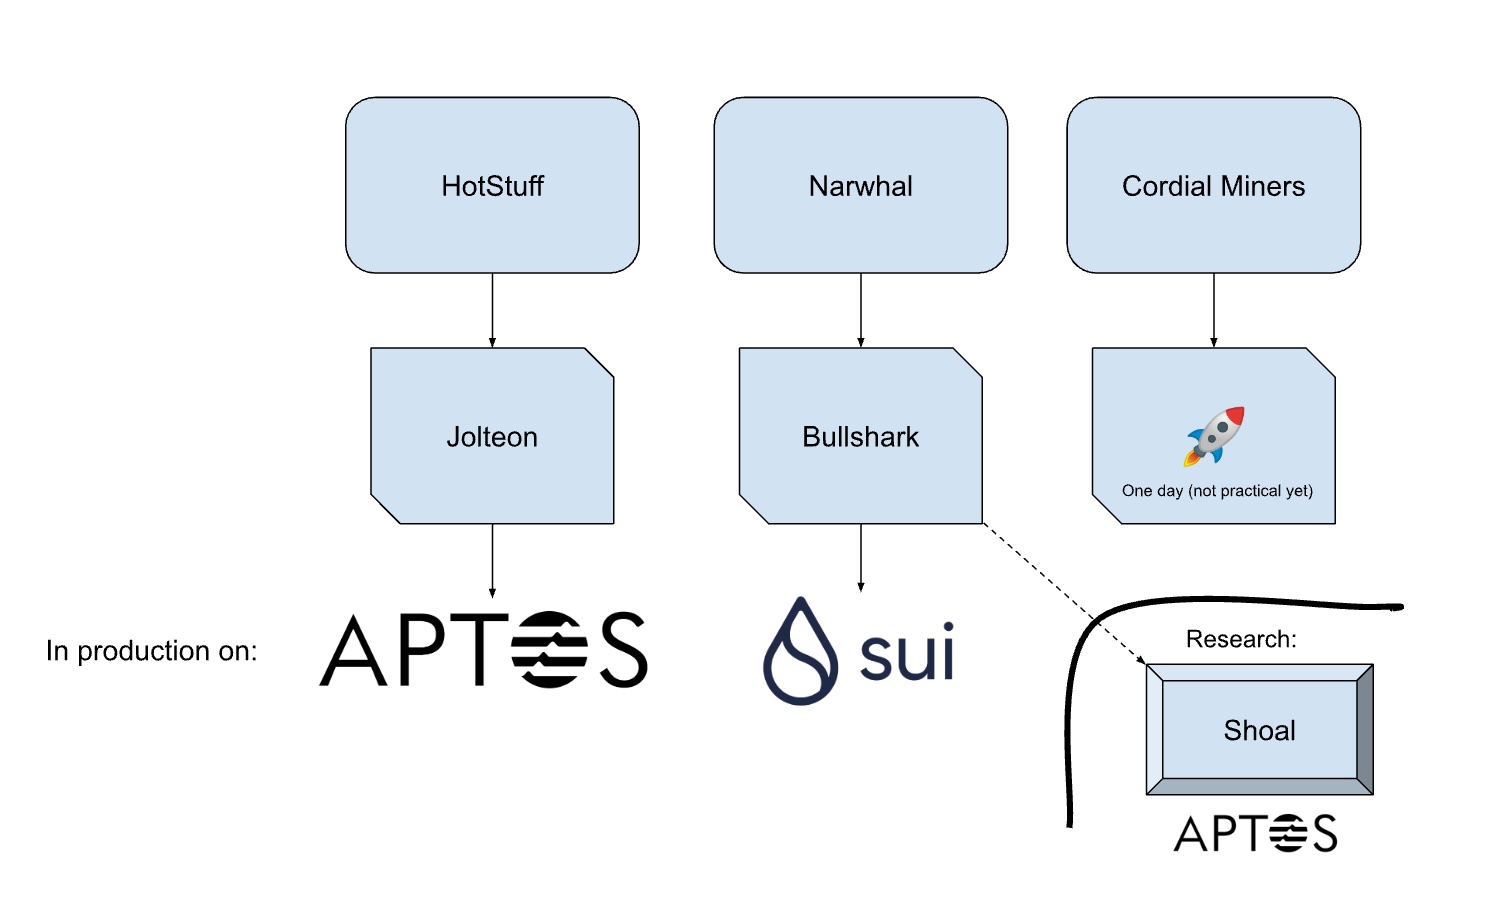 HotStuff
Narwhal
Cordial Miners
Jolteon
Bullshark
One day (not practical yet)
In production on:
APTOS
sui
Research:
Shoal
APTOS